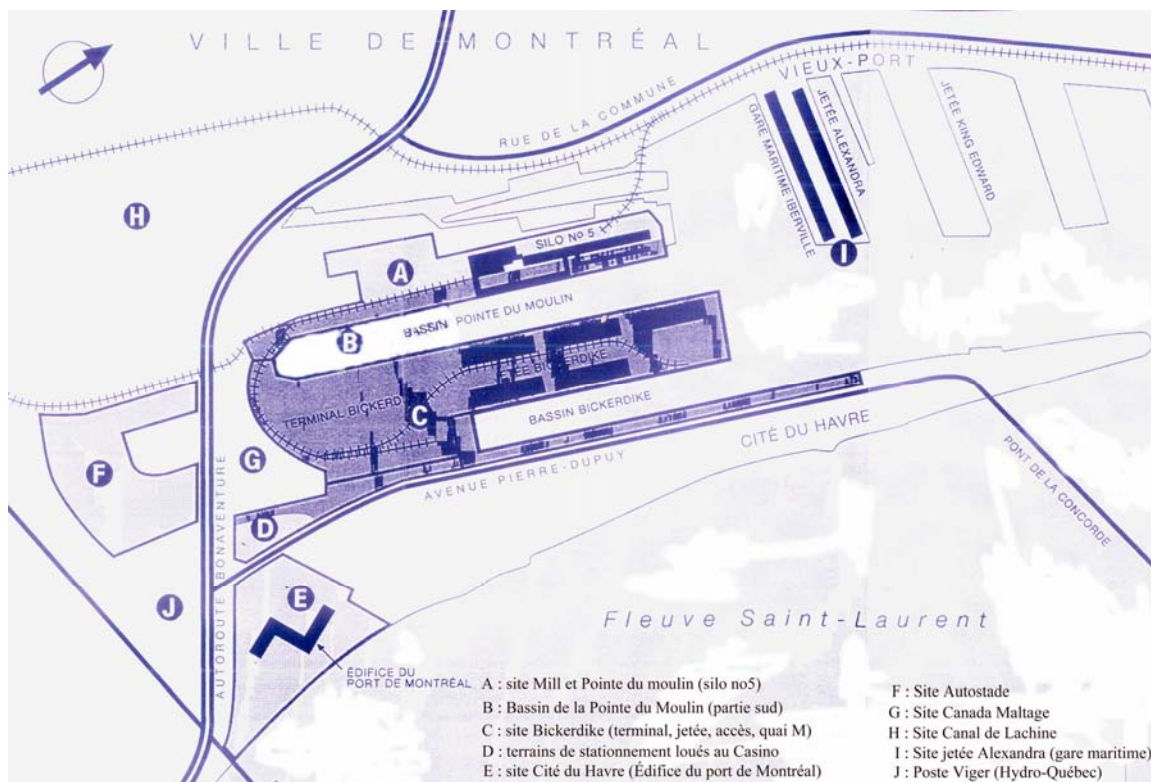 VILLE DE MONTRÉAL
VIEUX-PORT
RUE DE LA COMMUNE
GARE MARITIME IBERVILLE
JETÉE ALEXANDRA
JETÉE KING EDWARD
H
SILO No 5
I
A
BASSIN POINTE DU MOULIN
B
JETÉE BICKERDIKE
TERMINAL BICKERD
C
BASSIN BICKERDIKE
CITÉ DU HAVRE
G
F
AVENUE PIERRE-DUPUY
PONT DE LA CONCORDE
D
AUTOROUTE BONAVENTURE
J
E
Fleuve Saint-Laurent
ÉDIFICE DU
PORT DE MONTRÉAL
A : site Mill et Pointe du moulin (silo no5)
B : Bassin de la Pointe du Moulin (partie sud)
C : site Bickerdike (terminal, jetée, accès, quai M)
D : terrains de stationnement loués au Casino
E : site Cité du Havre (Édifice du port de Montréal)
F : Site Autostade
G : Site Canada Maltage
H : Site Canal de Lachine
I : Site jetée Alexandra (gare maritime)
J : Poste Viger (Hydro-Québec)